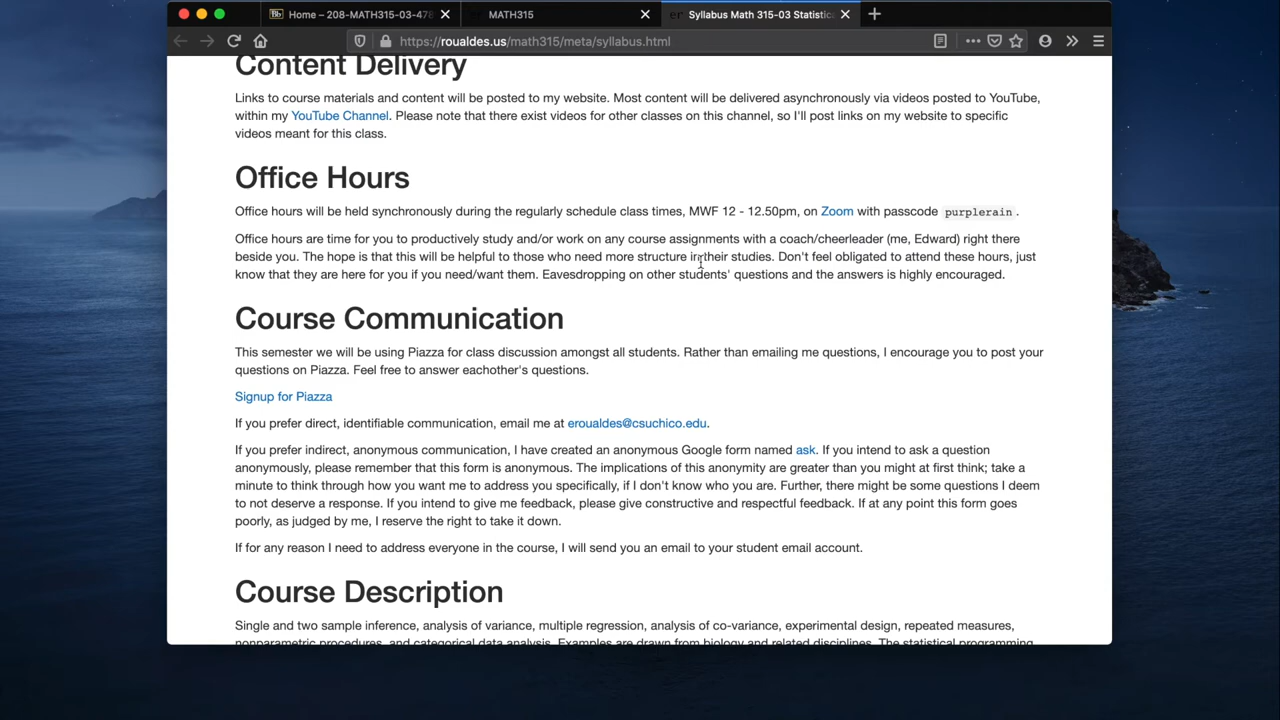 Home – 208-MATH315-03-478
MATH315
Syllabus Math 315-03 Statistic
https://roualdes.us/math315/meta/syllabus.html
Content Delivery
Links to course materials and content will be posted to my website. Most content will be delivered asynchronously via videos posted to YouTube,
within my YouTube Channel. Please note that there exist videos for other classes on this channel, so I'll post links on my website to specific
videos meant for this class.
Office Hours
Office hours will be held synchronously during the regularly schedule class times, MWF 12 - 12.50pm, on Zoom with passcode purplerain .
Office hours are time for you to productively study and/or work on any course assignments with a coach/cheerleader (me, Edward) right there
beside you. The hope is that this will be helpful to those who need more structure in their studies. Don't feel obligated to attend these hours, just
know that they are here for you if you need/want them. Eavesdropping on other students' questions and the answers is highly encouraged.
Course Communication
This semester we will be using Piazza for class discussion amongst all students. Rather than emailing me questions, I encourage you to post your
questions on Piazza. Feel free to answer eachother's questions.
Signup for Piazza
If you prefer direct, identifiable communication, email me at eroualdes@csuchico.edu.
If you prefer indirect, anonymous communication, I have created an anonymous Google form named ask. If you intend to ask a question
anonymously, please remember that this form is anonymous. The implications of this anonymity are greater than you might at first think; take a
minute to think through how you want me to address you specifically, if I don't know who you are. Further, there might be some questions I deem
to not deserve a response. If you intend to give me feedback, please give constructive and respectful feedback. If at any point this form goes
poorly, as judged by me, I reserve the right to take it down.
If for any reason I need to address everyone in the course, I will send you an email to your student email account.
Course Description
Single and two sample inference, analysis of variance, multiple regression, analysis of co-variance, experimental design, repeated measures,
nonparametric procedures, and categorical data analysis. Examples are drawn from biology and related disciplines. The statistical programming